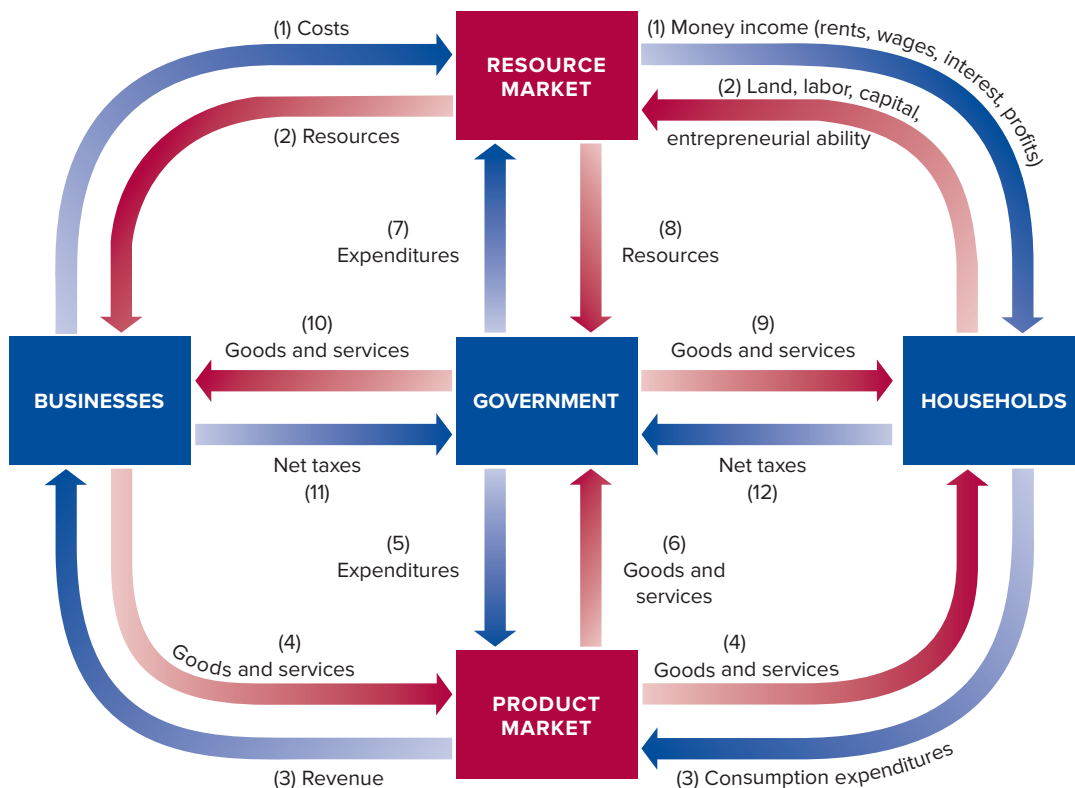 (1) Costs
RESOURCE
MARKET
(1) Money income (rents, wages, interest, profits)
(2) Resources
(2) Land, labor, capital,
entrepreneurial ability
(7)
Expenditures
(8)
Resources
(10)
Goods and services
(9)
Goods and services
BUSINESSES
GOVERNMENT
HOUSEHOLDS
Net taxes
(11)
Net taxes
(12)
(5)
Expenditures
(6)
Goods and
services
(4)
Goods and services
(4)
Goods and services
PRODUCT
MARKET
(3) Revenue
(3) Consumption expenditures